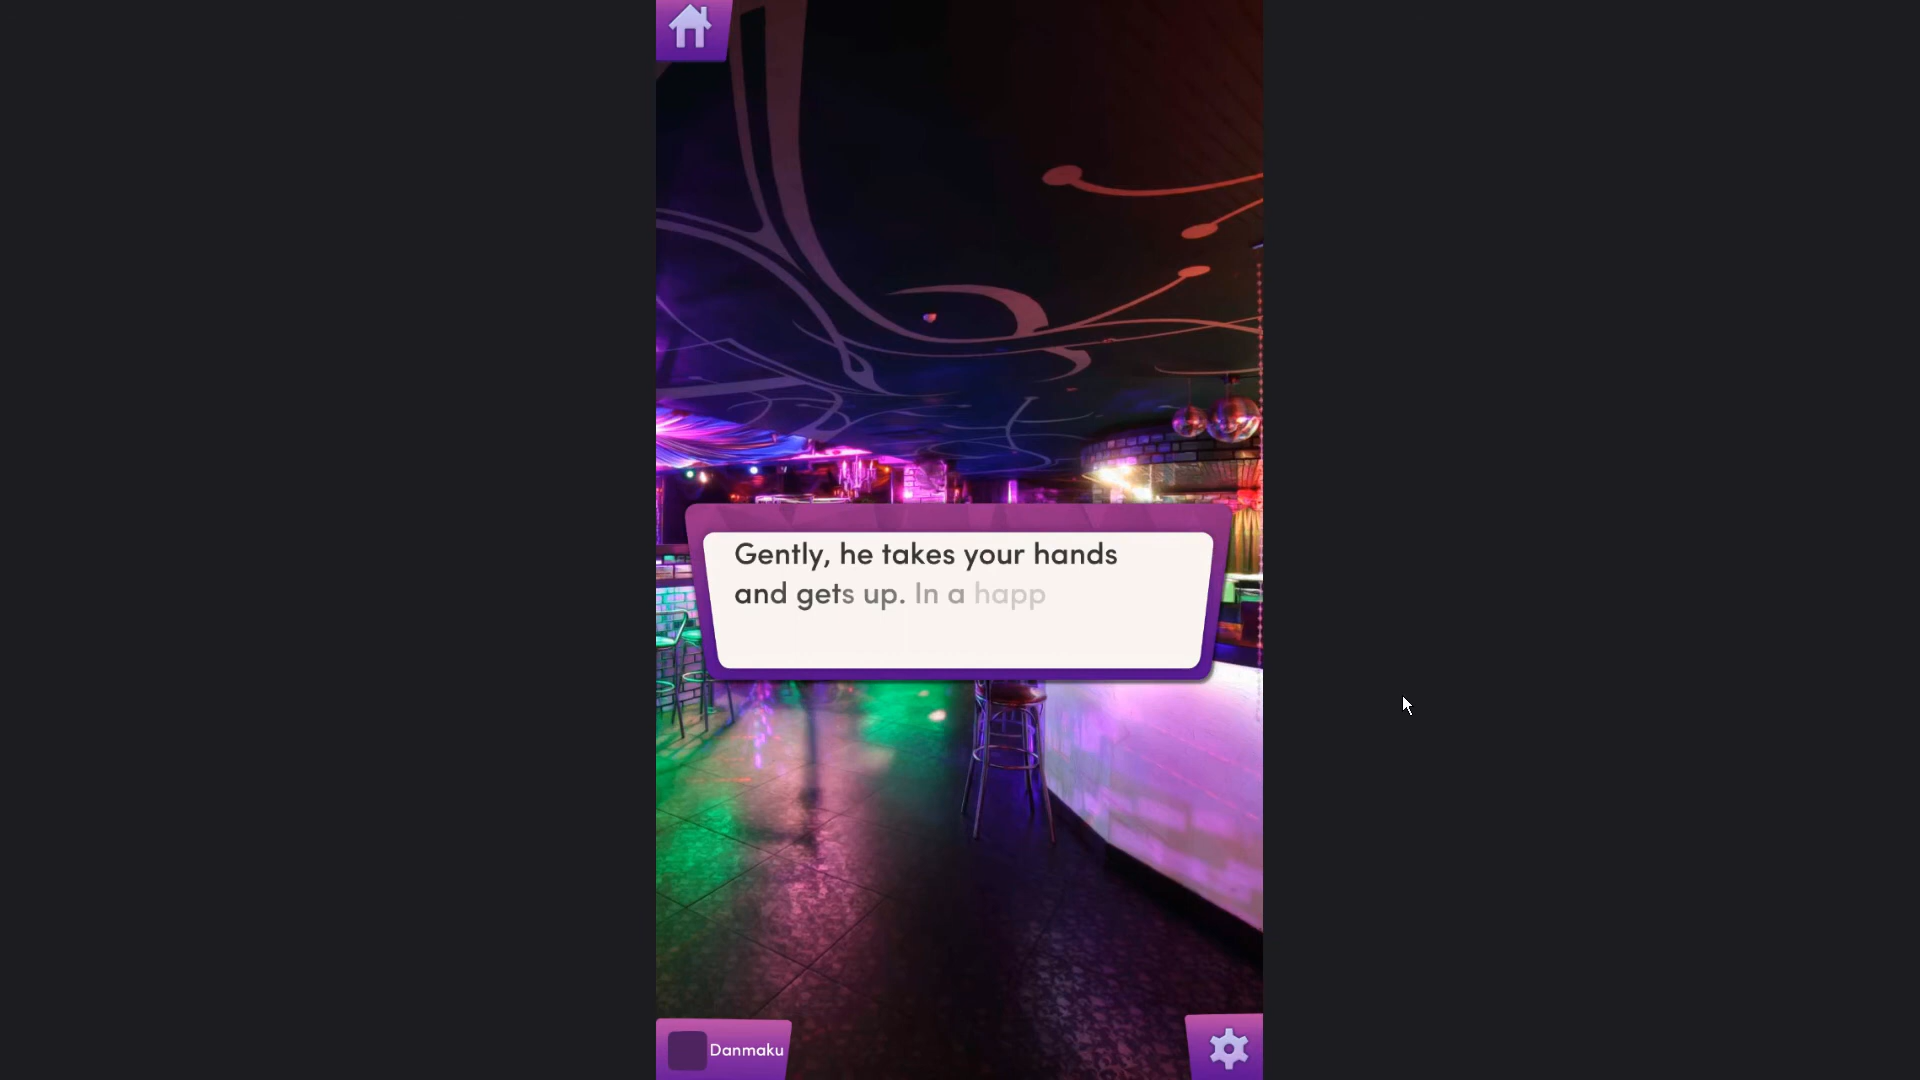 Gently, he takes your hands
and gets up. In a happ
Danmaku